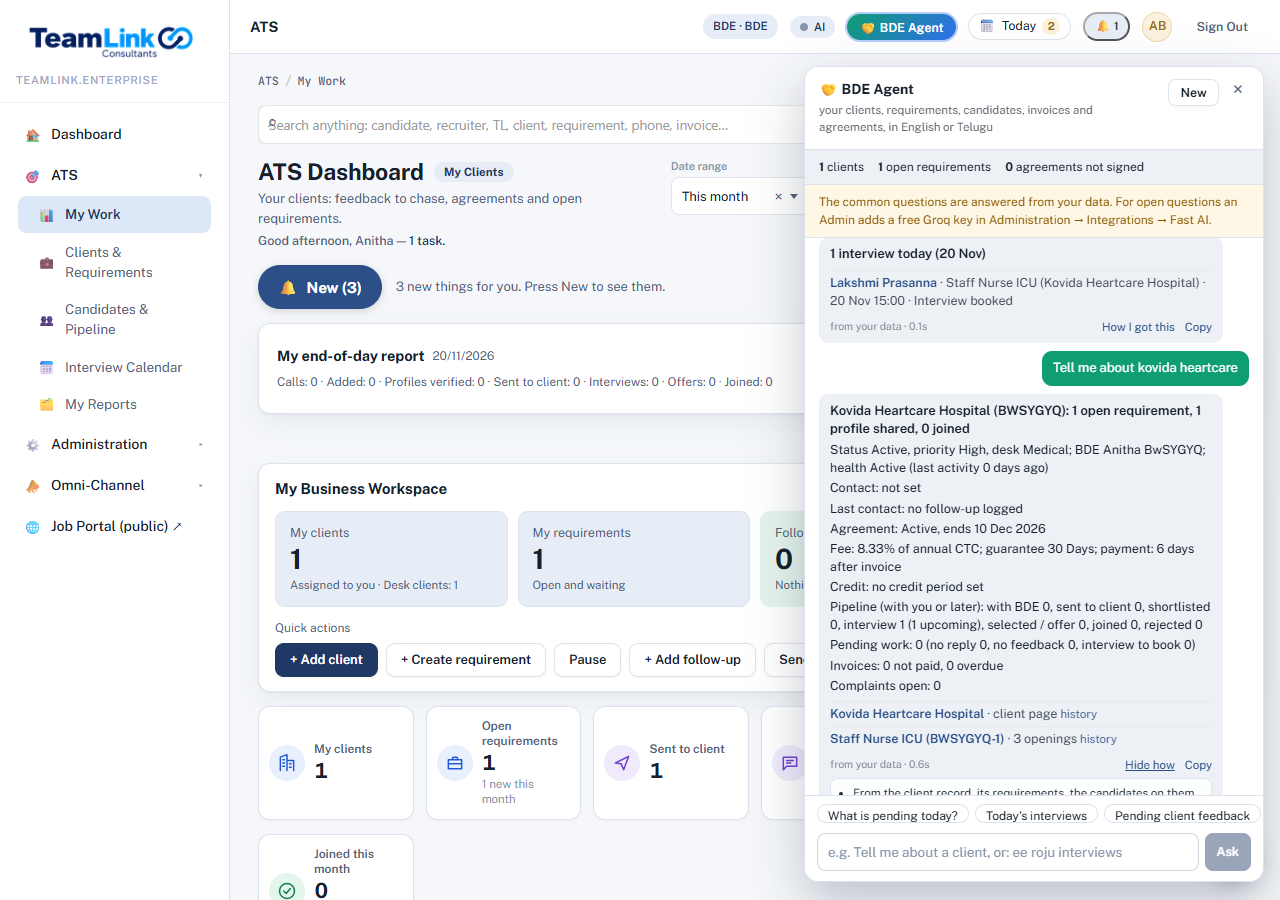 TeamLink
Consultants
TEAMLINK.ENTERPRISE
Dashboard
ATS
My Work
Clients &
Requirements
Candidates &
Pipeline
Interview Calendar
My Reports
Administration
Omni-Channel
Job Portal (public) ↗
ATS
BDE · BDE
AI
BDE Agent
Today 2
1
AB
Sign Out
ATS / My Work
Search anything: candidate, recruiter, TL, client, requirement, phone, invoice...
ATS Dashboard
My Clients
Your clients: feedback to chase, agreements and open
requirements.
Good afternoon, Anitha — 1 task.
Date range
This month ×
New (3)
3 new things for you. Press New to see them.
My end-of-day report 20/11/2026
Calls: 0 · Added: 0 · Profiles verified: 0 · Sent to client: 0 · Interviews: 0 · Offers: 0 · Joined: 0
My Business Workspace
My clients
1
Assigned to you · Desk clients: 1
My requirements
1
Open and waiting
Follo
0
Nothi
Quick actions
+ Add client
+ Create requirement
Pause
+ Add follow-up
Sen
My clients
1
Open
requirements
1
1 new this
month
Sent to client
1
Joined this
month
0
BDE Agent
New
×
your clients, requirements, candidates, invoices and
agreements, in English or Telugu
1 clients 1 open requirements 0 agreements not signed
The common questions are answered from your data. For open questions an
Admin adds a free Groq key in Administration → Integrations → Fast AI.
1 interview today (20 Nov)
Lakshmi Prasanna · Staff Nurse ICU (Kovida Heartcare Hospital) ·
20 Nov 15:00 · Interview booked
from your data · 0.1s
How I got this Copy
Tell me about kovida heartcare
Kovida Heartcare Hospital (BWSYGYQ): 1 open requirement, 1
profile shared, 0 joined
Status Active, priority High, desk Medical; BDE Anitha BwSYGYQ;
health Active (last activity 0 days ago)
Contact: not set
Last contact: no follow-up logged
Agreement: Active, ends 10 Dec 2026
Fee: 8.33% of annual CTC; guarantee 30 Days; payment: 6 days
after invoice
Credit: no credit period set
Pipeline (with you or later): with BDE 0, sent to client 0, shortlisted
0, interview 1 (1 upcoming), selected / offer 0, joined 0, rejected 0
Pending work: 0 (no reply 0, no feedback 0, interview to book 0)
Invoices: 0 not paid, 0 overdue
Complaints open: 0
Kovida Heartcare Hospital · client page history
Staff Nurse ICU (BWSYGYQ-1) · 3 openings history
from your data · 0.6s
Hide how Copy
• From the client record, its requirements, the candidates on them,
What is pending today?
Today's interviews
Pending client feedback
e.g. Tell me about a client, or: ee roju interviews
Ask